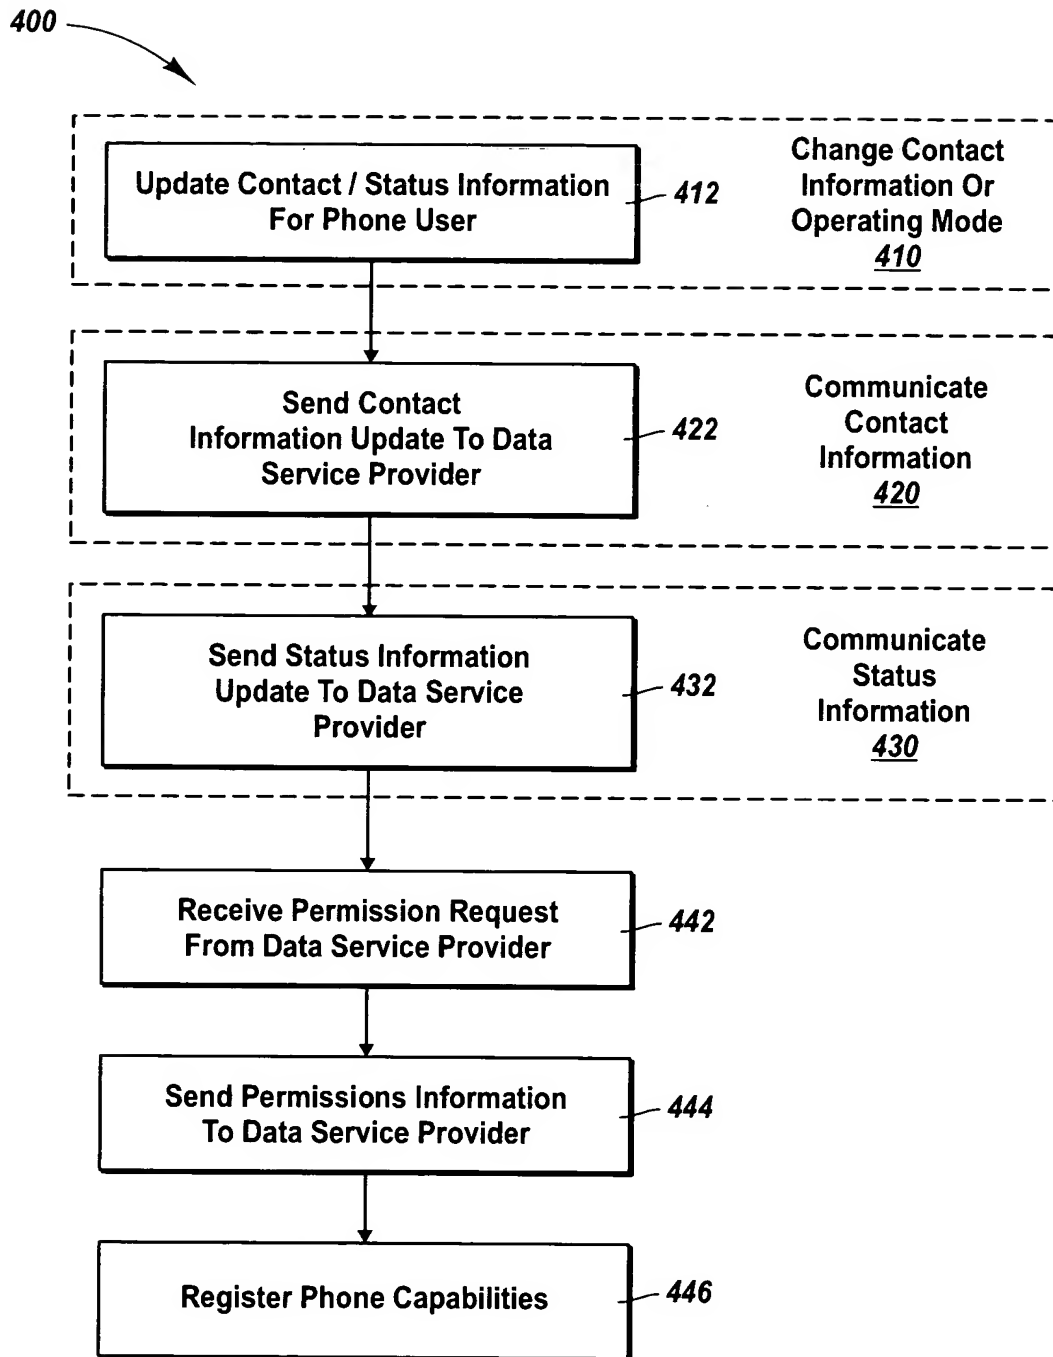 400
Update Contact / Status Information
For Phone User
412
Change Contact
Information Or
Operating Mode
410
Send Contact
Information Update To Data
Service Provider
422
Communicate
Contact
Information
420
Send Status Information
Update To Data Service
Provider
432
Communicate
Status
Information
430
Receive Permission Request
From Data Service Provider
442
Send Permissions Information
To Data Service Provider
444
Register Phone Capabilities
446